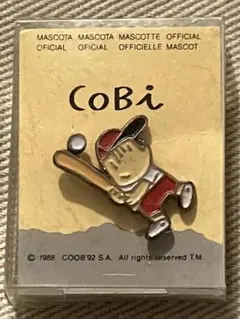 MASCOTA MASCOTA MASCOTTE OFFICIAL
OFICIAL OFICIAL OFFICIELLE MASCOT
COBi
© 1988 COOB'92 S.A. All rights reserved T.M.